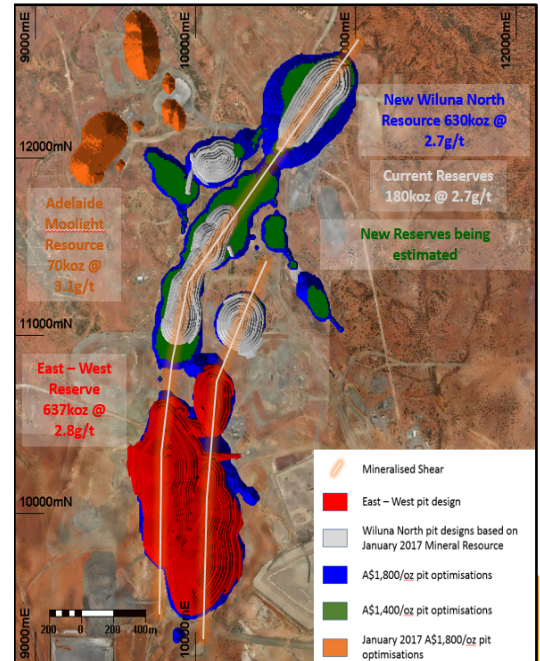 9000mE
10000mE
12000mE
New Wiluna North
Resource 630koz @
2.7g/t
12000mN
Current Reserves
180koz @ 2.7g/t
Adelaide
Moolight
Resource
70koz @
3.1g/t
New Reserves being
estimated
11000mN
East – West
Reserve
637koz @
2.8g/t
Mineralised Shear
East – West pit design
10000mN
Wiluna North pit designs based on
January 2017 Mineral Resource
A$1,800/oz pit optimisations
A$1,400/oz pit optimisations
200 0 200 400m
January 2017 A$1,800/oz pit
optimisations
9000mE
10000mE